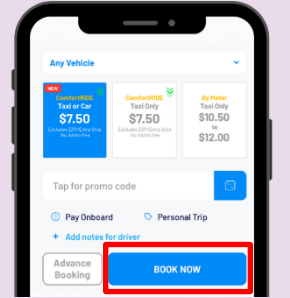 Any Vehicle
NEW
ComfortRIDE
Taxi or Car
$7.50
Excludes ERP/Extra Stop
No Admin Fee
ComfortRIDE
Taxi Only
$7.50
Excludes ERP/Extra Stop
No Admin Fee
By Meter
Taxi Only
$10.50
to
$12.00
Tap for promo code
Pay Onboard
Personal Trip
+ Add notes for driver
Advance
Booking
BOOK NOW